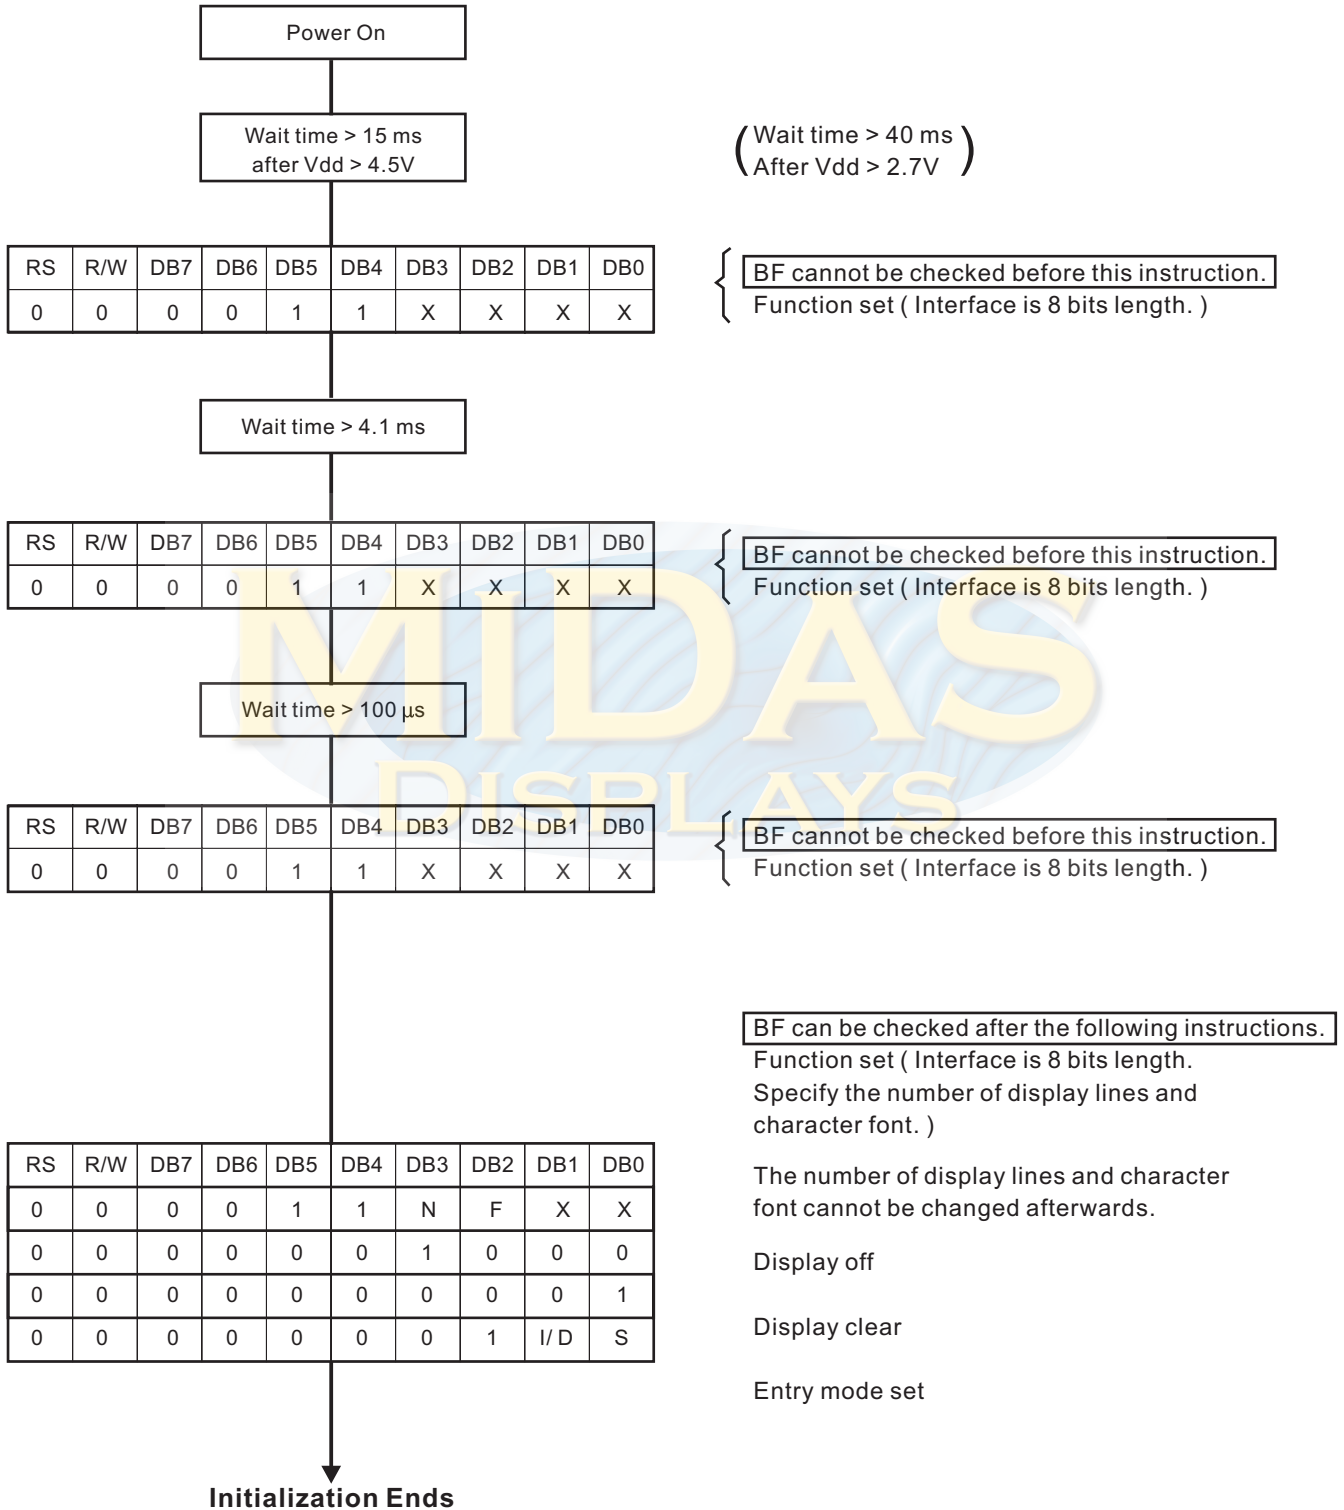 Power On
Wait time > 15 ms
after Vdd > 4.5V
(Wait time > 40 ms
After Vdd > 2.7V)
RS R/W DB7 DB6 DB5 DB4 DB3 DB2 DB1 DB0
0 0 0 0 1 1 X X X X
BF cannot be checked before this instruction.
Function set ( Interface is 8 bits length. )
Wait time > 4.1 ms
RS R/W DB7 DB6 DB5 DB4 DB3 DB2 DB1 DB0
0 0 0 0 1 1 X X X X
BF cannot be checked before this instruction.
Function set ( Interface is 8 bits length. )
MIDAS
DISPLAYS
Wait time > 100 µs
RS R/W DB7 DB6 DB5 DB4 DB3 DB2 DB1 DB0
0 0 0 0 1 1 X X X X
BF cannot be checked before this instruction.
Function set ( Interface is 8 bits length. )
BF can be checked after the following instructions.
Function set ( Interface is 8 bits length.
Specify the number of display lines and
character font. )
RS R/W DB7 DB6 DB5 DB4 DB3 DB2 DB1 DB0
0 0 0 0 1 1 N F X X
0 0 0 0 0 0 1 0 0 0
0 0 0 0 0 0 0 0 0 1
0 0 0 0 0 0 0 1 I/ D S
The number of display lines and character
font cannot be changed afterwards.
Display off
Display clear
Entry mode set
Initialization Ends